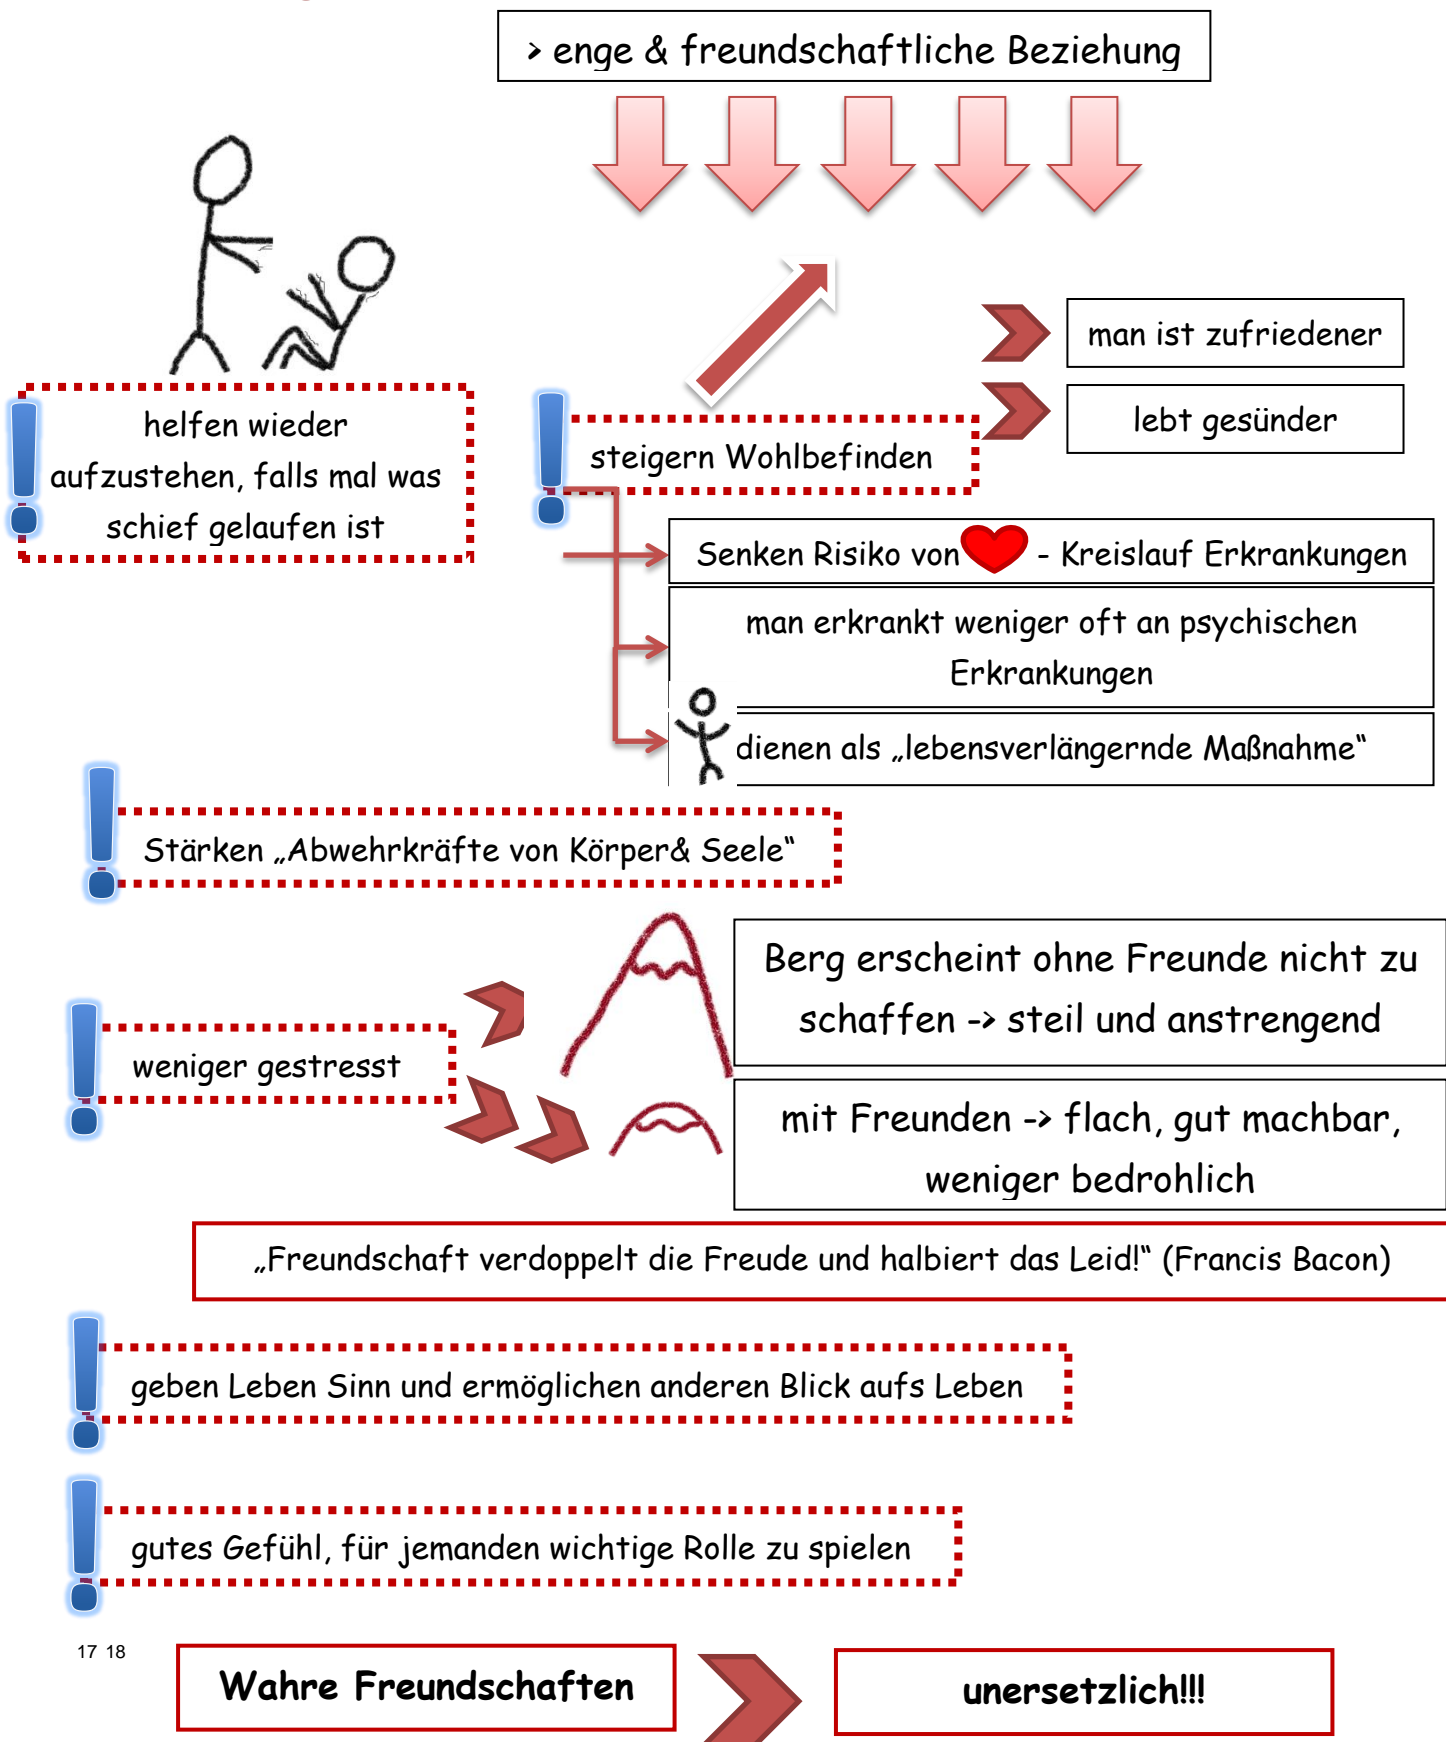 > enge & freundschaftliche Beziehung
man ist zufriedener
lebt gesünder
helfen wieder
aufzustehen, falls mal was
schief gelaufen ist
steigern Wohlbefinden
Senken Risiko von - Kreislauf Erkrankungen
man erkrankt weniger oft an psychischen
Erkrankungen
dienen als „lebensverlängernde Maßnahme“
Stärken „Abwehrkräfte von Körper& Seele“
Berg erscheint ohne Freunde nicht zu
schaffen -> steil und anstrengend
weniger gestresst
mit Freunden -> flach, gut machbar,
weniger bedrohlich
„Freundschaft verdoppelt die Freude und halbiert das Leid!“ (Francis Bacon)
geben Leben Sinn und ermöglichen anderen Blick aufs Leben
gutes Gefühl, für jemanden wichtige Rolle zu spielen
17 18
Wahre Freundschaften
unersetzlich!!!